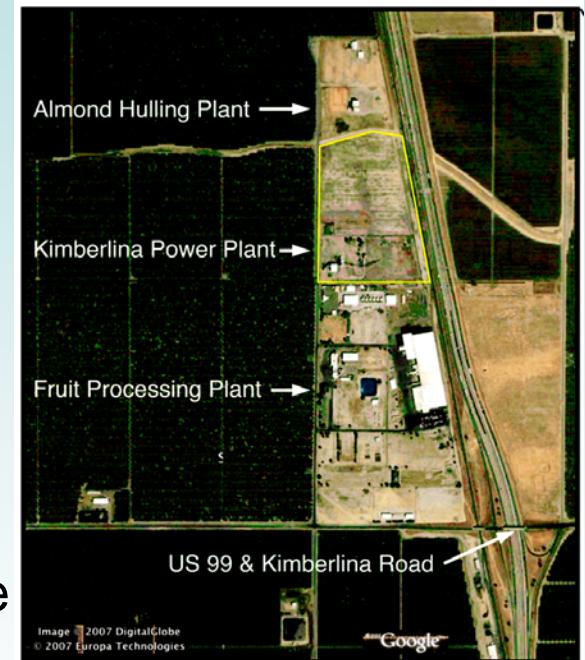 Almond Hulling Plant
Kimberlina Power Plant
Fruit Processing Plant
S
US 99 & Kimberlina Road
e
Image © 2007 DigitalGlobe
© 2007 Europa Technologies
Google